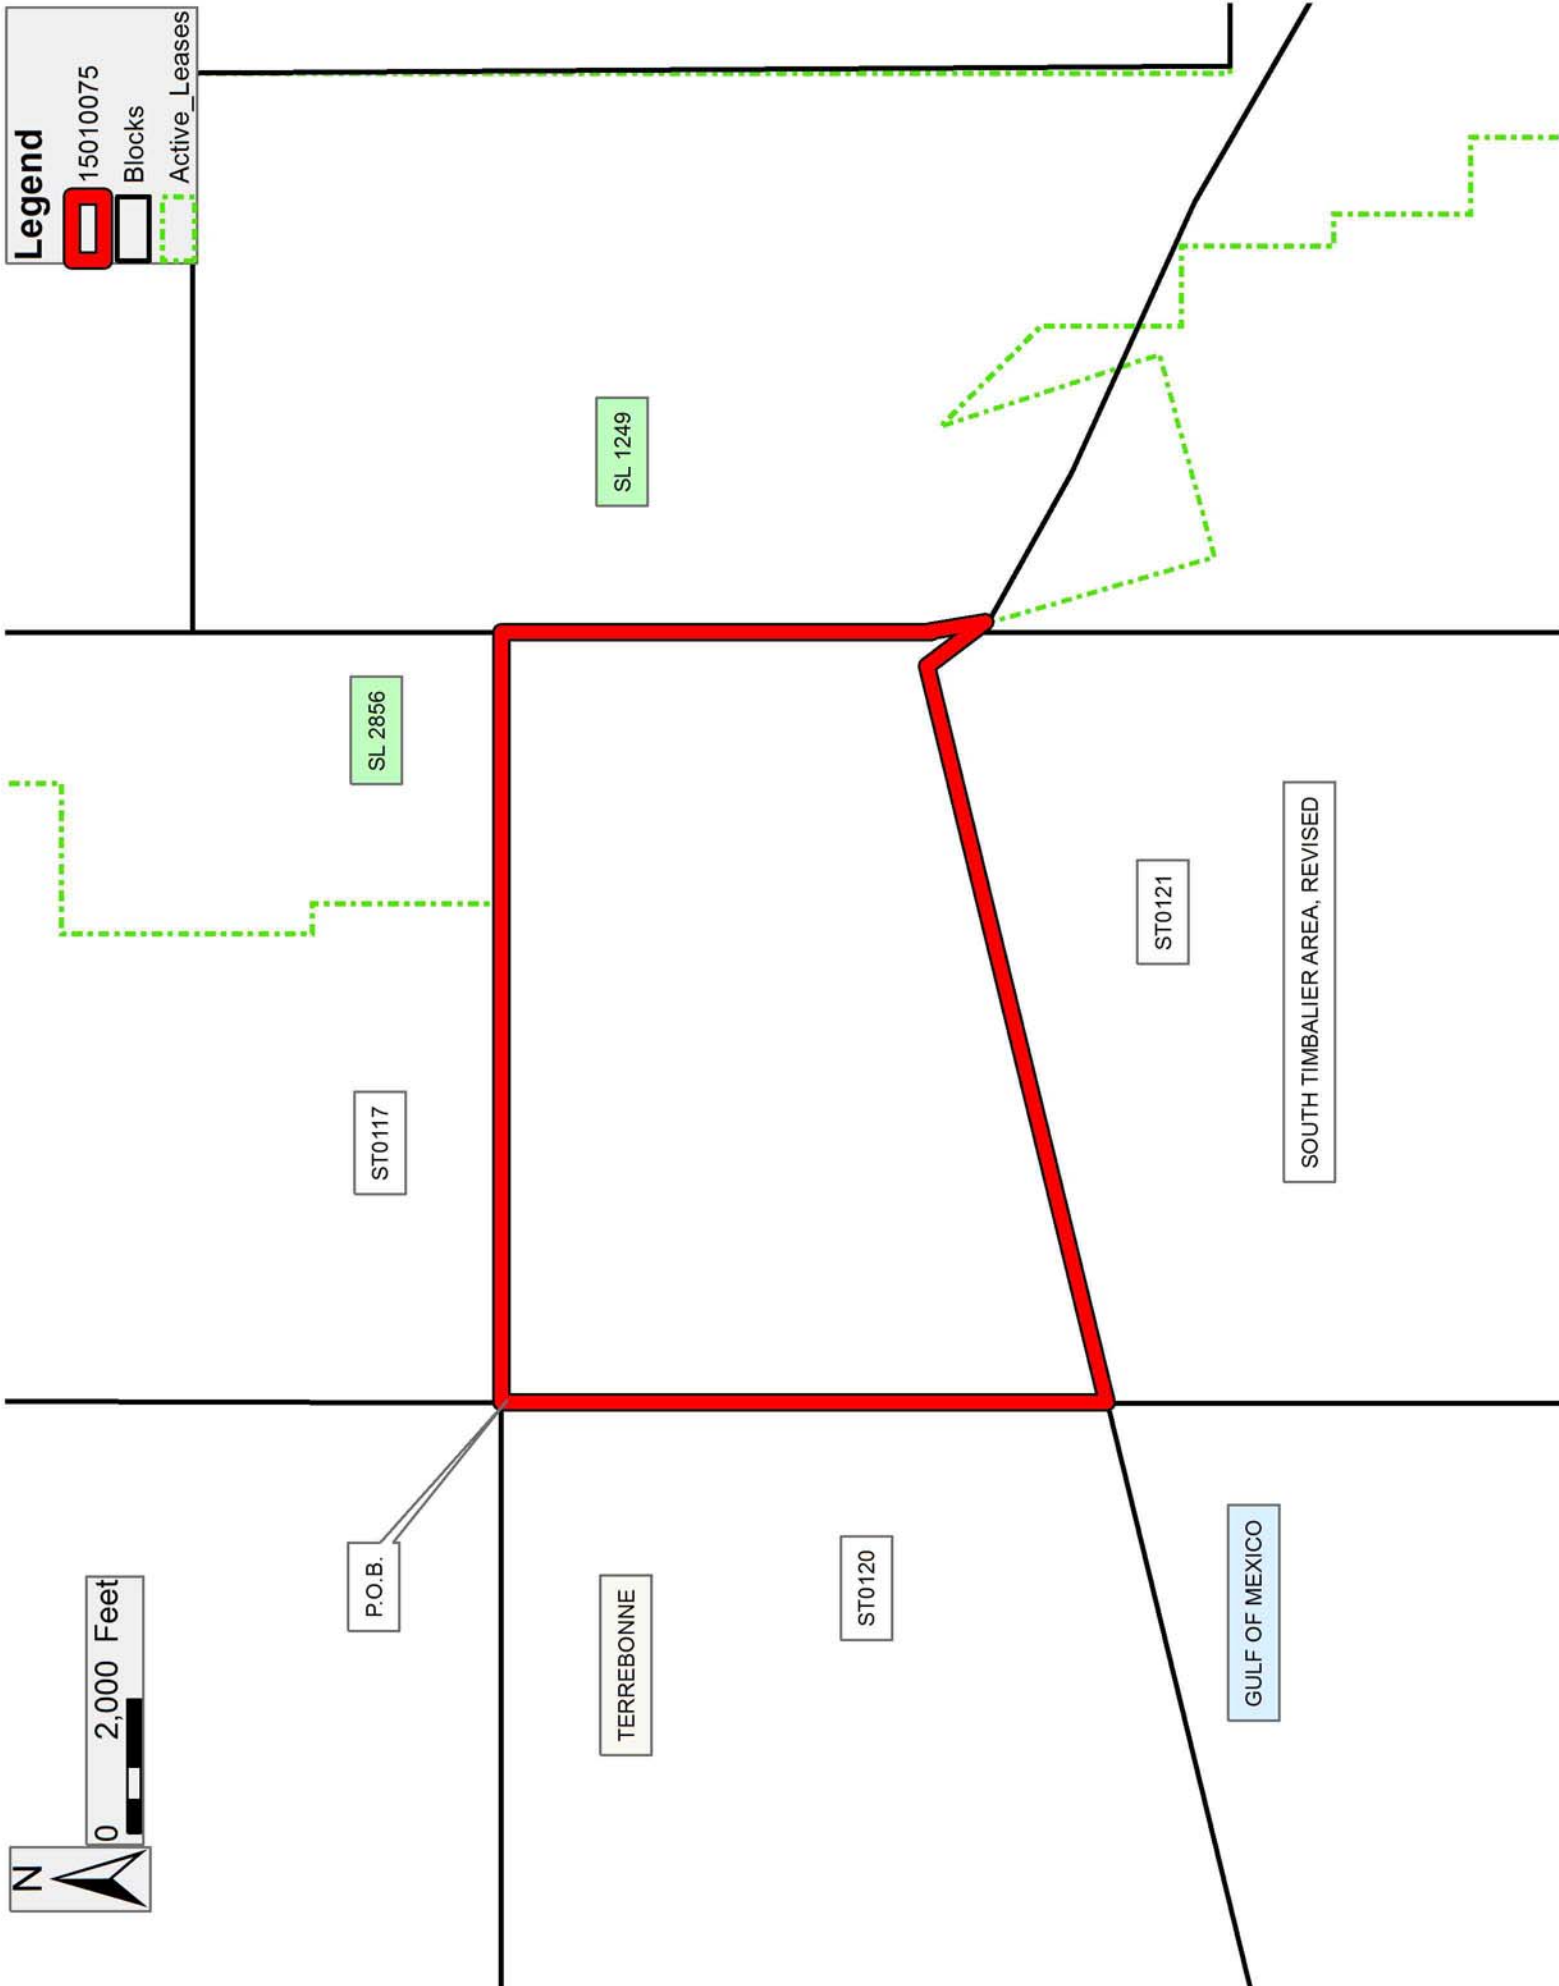 N
0 2,000 Feet
Legend
15010075
Blocks
Active_Leases
P.O.B.
ST0117
SL 2856
TERREBONNE
SL 1249
ST0120
ST0121
GULF OF MEXICO
SOUTH TIMBALIER AREA, REVISED